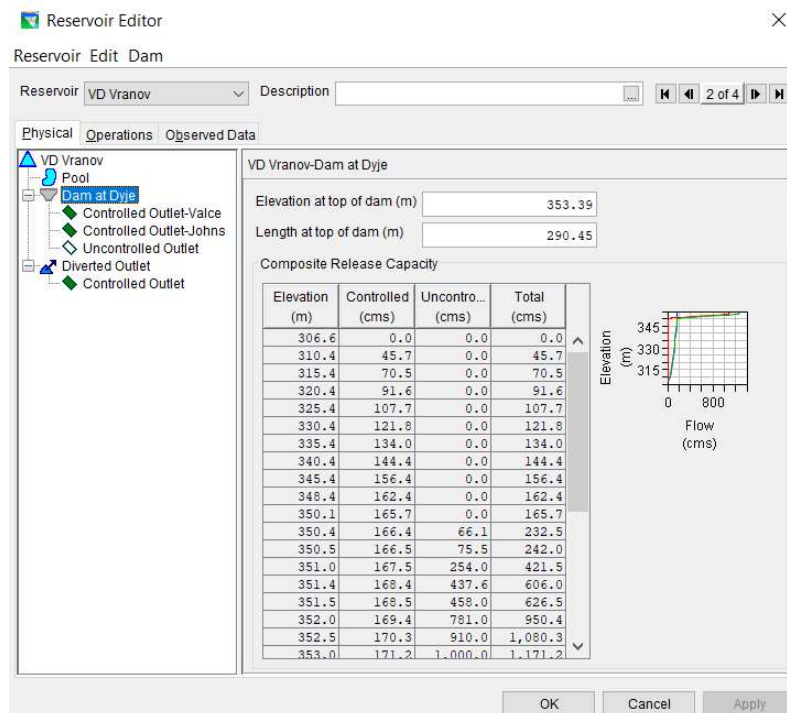 Reservoir Editor
Reservoir Edit Dam
Reservoir VD Vranov Description ... 2 of 4
Physical Operations Observed Data
VD Vranov
Pool
Dam at Dyje
Controlled Outlet-Valce
Controlled Outlet-Johns
Uncontrolled Outlet
Diverted Outlet
Controlled Outlet
VD Vranov-Dam at Dyje
Elevation at top of dam (m) 353.39
Length at top of dam (m) 290.45
Composite Release Capacity
Elevation Controlled Uncontro... Total
(m) (cms) (cms) (cms)
306.6 0.0 0.0 0.0
310.4 45.7 0.0 45.7
315.4 70.5 0.0 70.5
320.4 91.6 0.0 91.6
325.4 107.7 0.0 107.7
330.4 121.8 0.0 121.8
335.4 134.0 0.0 134.0
340.4 144.4 0.0 144.4
345.4 156.4 0.0 156.4
348.4 162.4 0.0 162.4
350.1 165.7 0.0 165.7
350.4 166.4 66.1 232.5
350.5 166.5 75.5 242.0
351.0 167.5 254.0 421.5
351.4 168.4 437.6 606.0
351.5 168.5 458.0 626.5
352.0 169.4 781.0 950.4
352.5 170.3 910.0 1,080.3
353.0 171.2 1,000.0 1,171.2
Elevation
(m)
345
330
315
0 800
Flow
(cms)
OK Cancel Apply